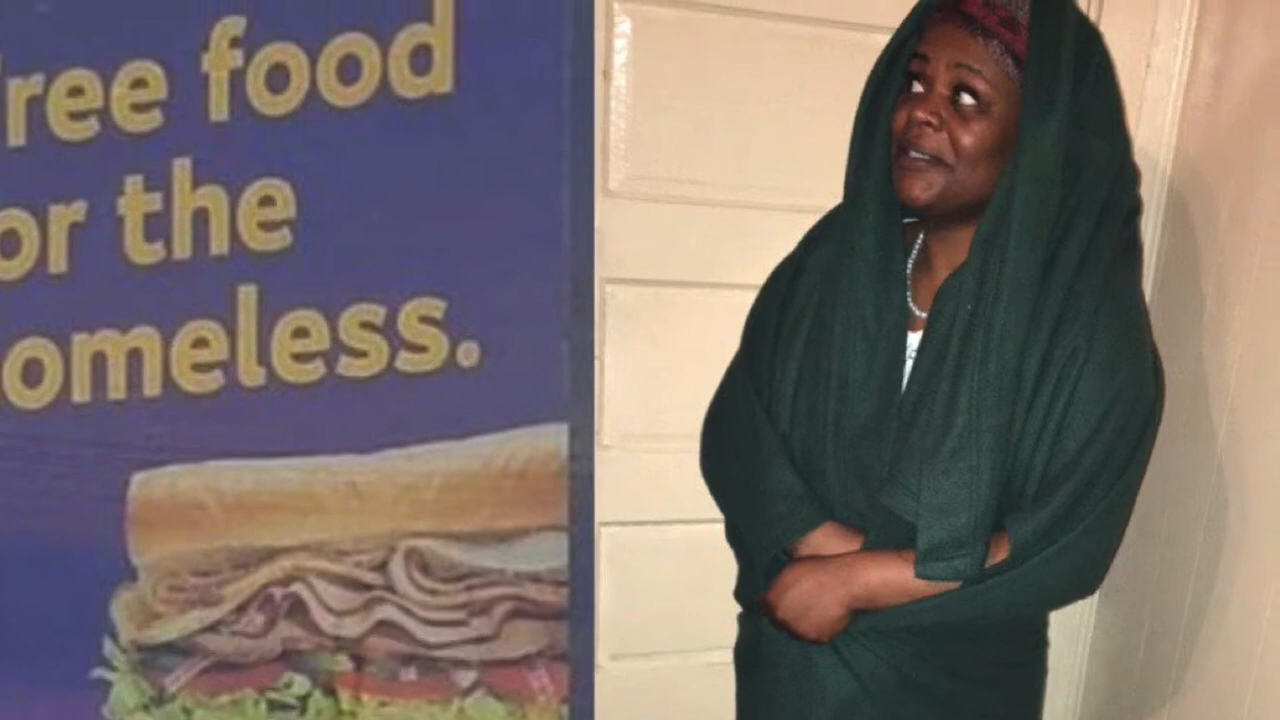 ree food
or the
omeless.